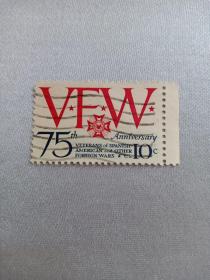 VFW
75th Anniversary
VETERANS OF SPANISH
AMERICAN AND OTHER
FOREIGN WARS ★ U.S. 10c